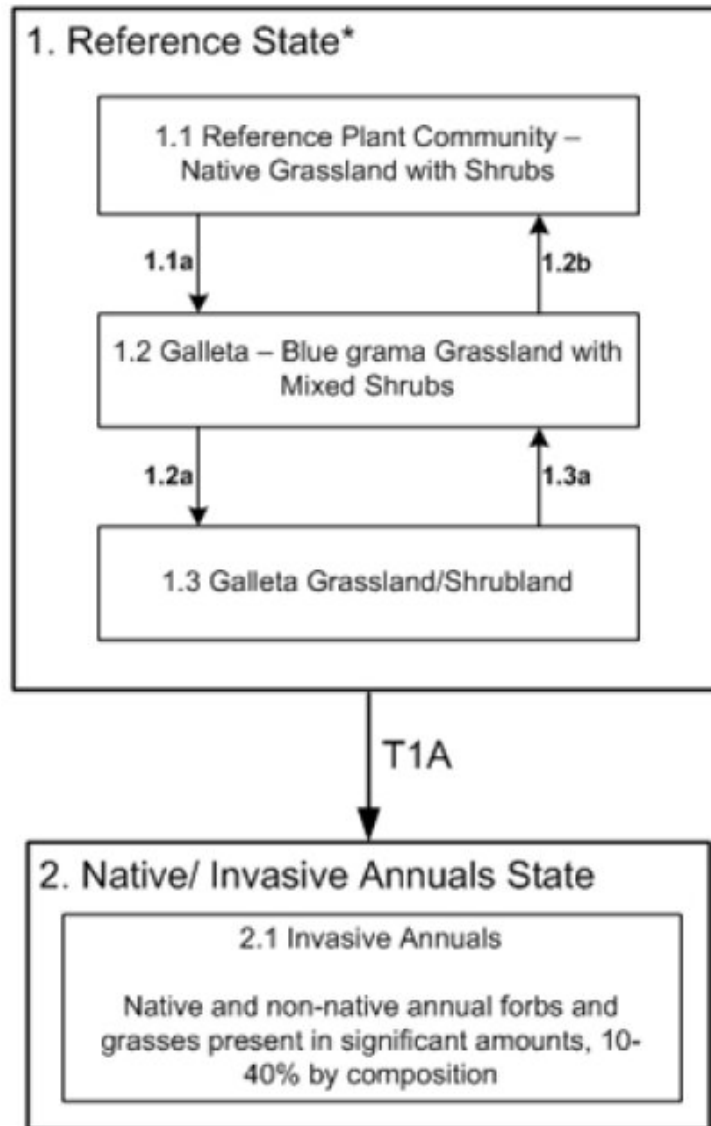 1. Reference State*
1.1 Reference Plant Community –
Native Grassland with Shrubs
1.1a
1.2b
1.2 Galleta – Blue grama Grassland with
Mixed Shrubs
1.2a
1.3a
1.3 Galleta Grassland/Shrubland
T1A
2. Native/ Invasive Annuals State
2.1 Invasive Annuals
Native and non-native annual forbs and
grasses present in significant amounts, 10-
40% by composition